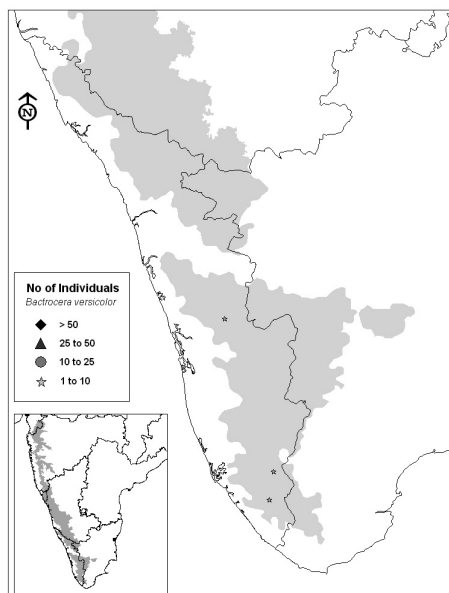 N
No of Individuals
Bactrocera versicolor
> 50
25 to 50
10 to 25
1 to 10